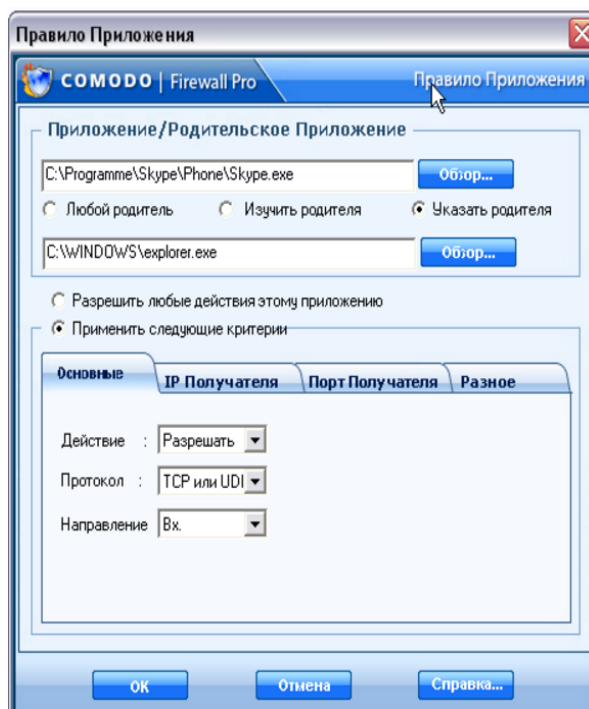 Правило Приложения
COMODO | Firewall Pro
Правило Приложения
Приложение/Родительское Приложение
C:\Programme\Skype\Phone\Skype.exe
Обзор...
Любой родитель Изучить родителя Указать родителя
C:\WINDOWS\explorer.exe
Обзор...
Разрешить любые действия этому приложению
Применить следующие критерии
Основные IP Получателя Порт Получателя Разное
Действие : Разрешать
Протокол : TCP или UDI
Направление Вх.
OK Отмена Справка...